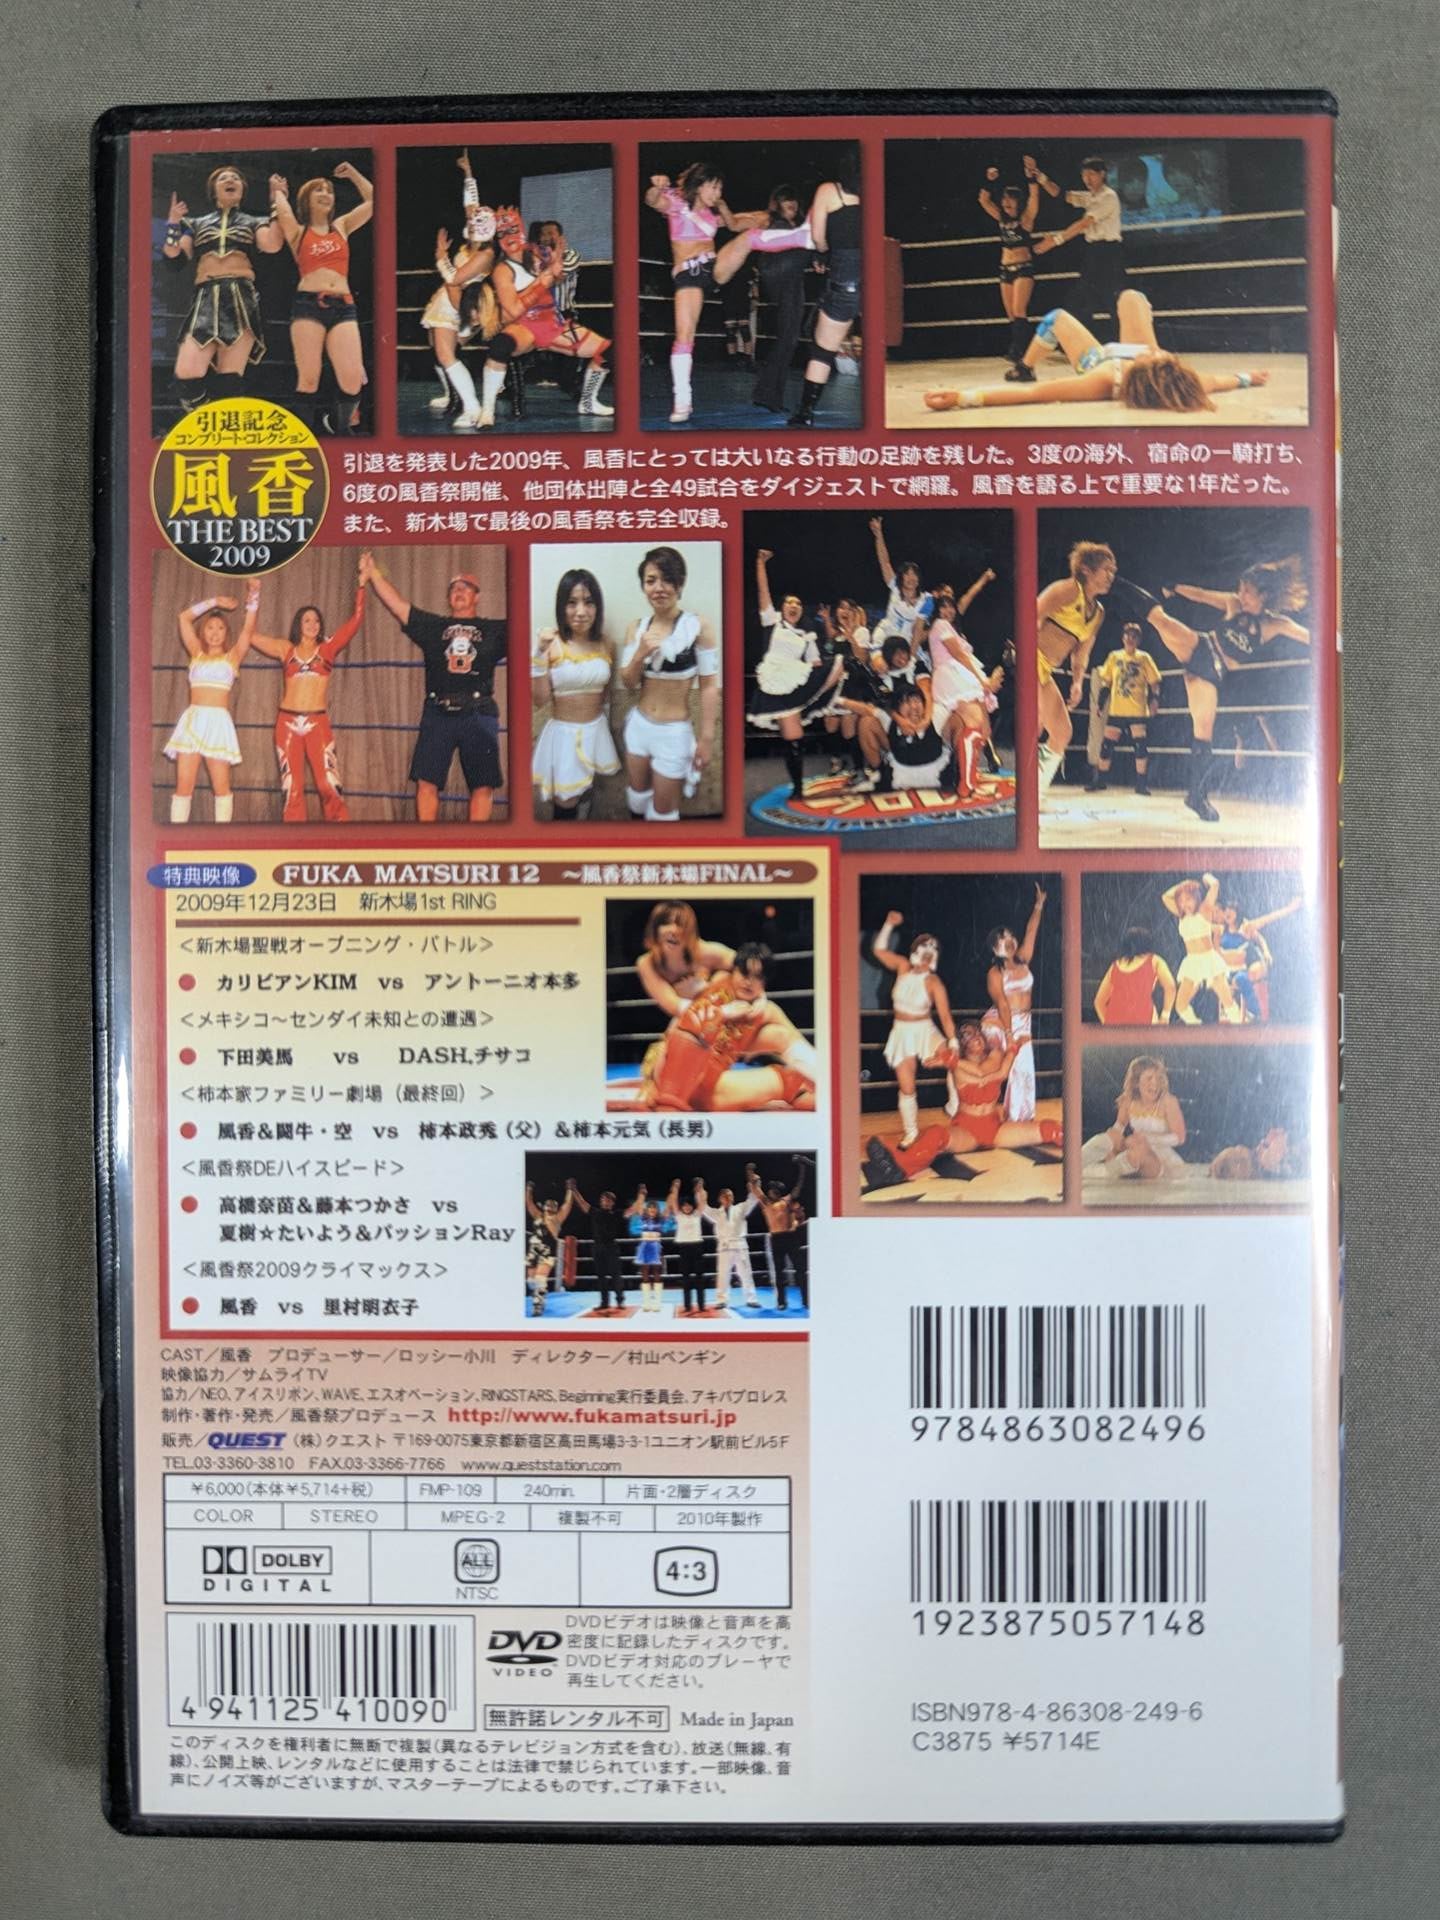 引退記念
コンプリート・コレクション
風香
THE BEST
2009
引退を発表した2009年、風香にとっては大いなる行動の足跡を残した。3度の海外、宿命の一騎打ち、
6度の風香祭開催、他団体出陣と全49試合をダイジェストで網羅。風香を語る上で重要な1年だった。
また、新木場で最後の風香祭を完全収録。
特典映像 FUKA MATSURI 12 ～風香祭新木場FINAL～
2009年12月23日 新木場1st RING
＜新木場聖戦オープニング・バトル＞
● カリビアンKIM vs アントーニオ本多
＜メキシコ～センダイ未知との遭遇＞
● 下田美馬 vs DASH.チサコ
＜柿本家ファミリー劇場（最終回）＞
● 風香＆闘牛・空 vs 柿本政秀（父）＆柿本元気（長男）
＜風香祭DEハイスピード＞
● 高橋奈苗＆藤本つかさ vs
夏樹☆たいよう＆パッションRay
＜風香祭2009クライマックス＞
● 風香 vs 里村明衣子
CAST／風香 プロデューサー／ロッシー小川 ディレクター／村山ペンギン
映像協力／サムライTV
協力／NEO、アイスリボン、WAVE、エスオベーション、RINGSTARS、Beginning実行委員会、アキバプロレス
制作・著作・発売／風香祭プロデュース http://www.fukamatsuri.jp
販売／QUEST（株）クエスト 〒169-0075東京都新宿区高田馬場3-3-1ユニオン駅前ビル5F
TEL.03-3360-3810 FAX.03-3366-7766 www.queststation.com
￥6,000（本体￥5,714＋税） FMP-109 240min. 片面・2層ディスク
COLOR STEREO MPEG-2 複製不可 2010年製作
DOLBY
DIGITAL
ALL
NTSC
4:3
4 941125 410090
DVD
VIDEO
DVDビデオは映像と音声を高
密度に記録したディスクです。
DVDビデオ対応のプレーヤで
再生してください。
無許諾レンタル不可 Made in Japan
このディスクを権利者に無断で複製（異なるテレビジョン方式を含む）、放送（無線、有
線）、公開上映、レンタルなどに使用することは法律で禁じられています。一部映像、音
声にノイズ等がございますが、マスターテープによるものです。ご了承下さい。
9784863082496
1923875057148
ISBN978-4-86308-249-6
C3875 ¥5714E